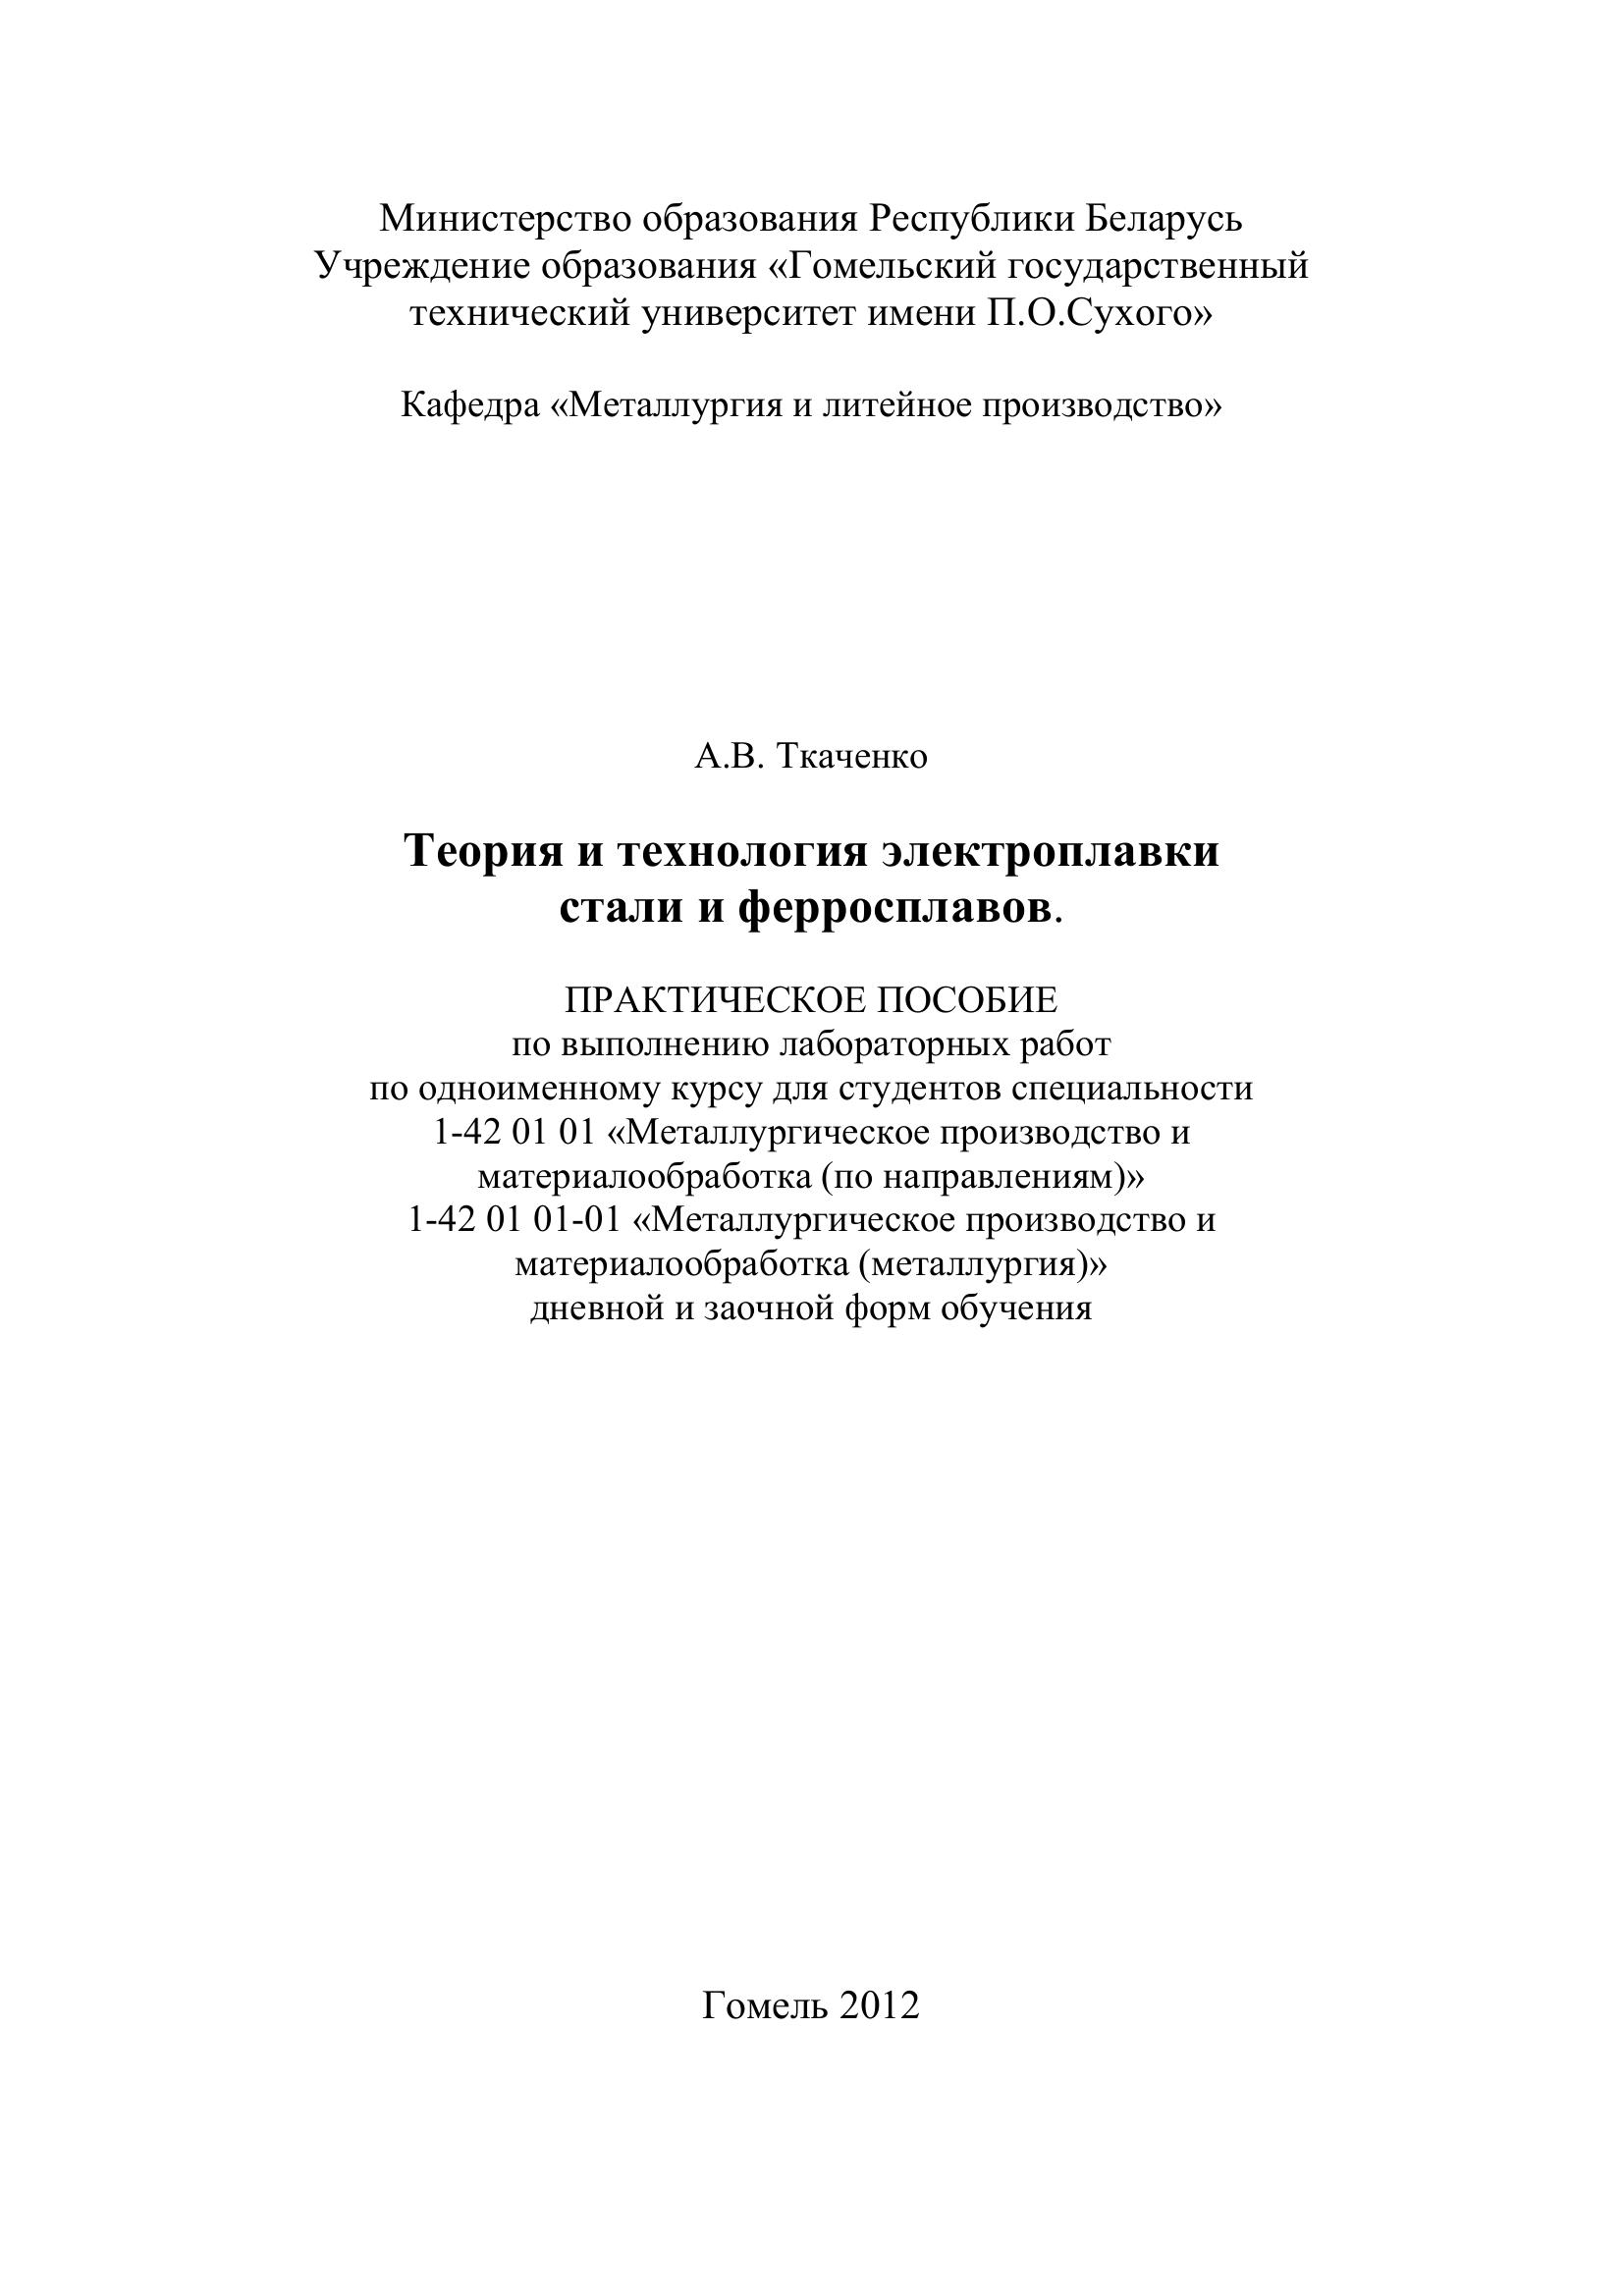 Министерство образования Республики Беларусь
Учреждение образования «Гомельский государственный
технический университет имени П.О.Сухого»
Кафедра «Металлургия и литейное производство»
А.В. Ткаченко
Теория и технология электроплавки
стали и ферросплавов.
ПРАКТИЧЕСКОЕ ПОСОБИЕ
по выполнению лабораторных работ
по одноименному курсу для студентов специальности
1-42 01 01 «Металлургическое производство и
материалообработка (по направлениям)»
1-42 01 01-01 «Металлургическое производство и
материалообработка (металлургия)»
дневной и заочной форм обучения
Гомель 2012